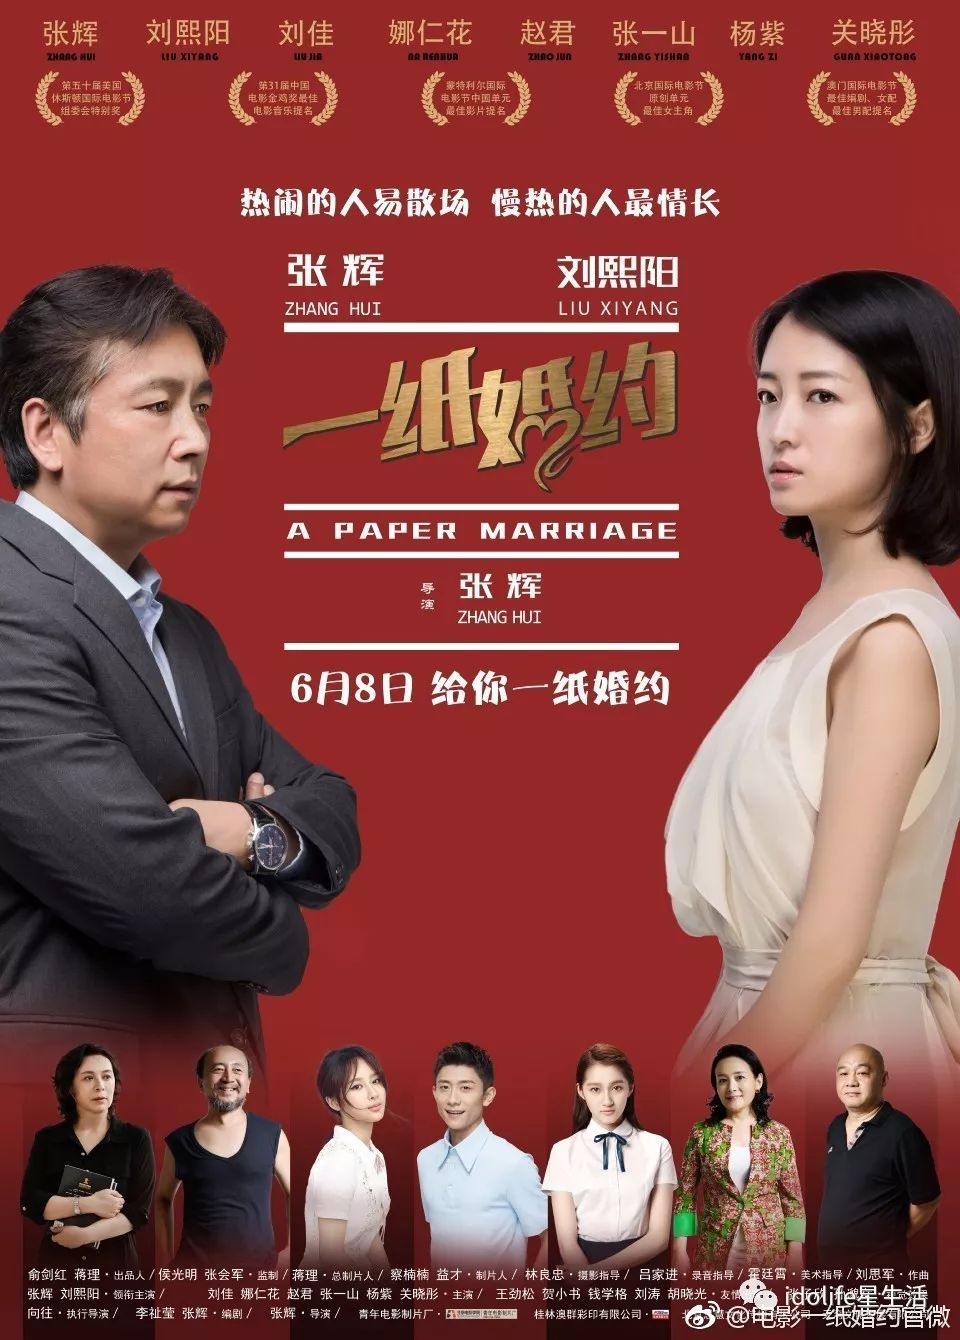 张辉 刘熙阳 刘佳 娜仁花 赵君 张一山 杨紫 关晓彤
ZHANG HUI LIU XIYANG LIU JIA NA RENHUA ZHAO JUN ZHANG YISHAN YANG ZI GUAN XIAOTONG
第五十届美国
休斯顿国际电影节
组委会特别奖
第31届中国
电影金鸡奖最佳
电影音乐提名
蒙特利尔国际
电影节中国单元
最佳影片提名
北京国际电影节
原创单元
最佳女主角
澳门国际电影节
最佳编剧、女配
最佳男配提名
热闹的人易散场 慢热的人最情长
张辉 刘熙阳
ZHANG HUI LIU XIYANG
一纸婚约
A PAPER MARRIAGE
导演 张辉
ZHANG HUI
6月8日 给你一纸婚约
俞剑红 蒋理·出品人/侯光明 张会军·监制/蒋理·总制片人/察楠楠 益才·制片人/林良忠·摄影指导/吕家进·录音指导/霍廷霄·美术指导/刘思军·作曲
张辉 刘熙阳·领衔主演/ 刘佳 娜仁花 赵君 张一山 杨紫 关晓彤·主演/ 王劲松 贺小书 钱学格 刘涛 胡晓光·友情
向往·执行导演/ 李祉莹 张辉·编剧/ 张辉·导演/ 青年电影制片厂· 桂林澳群彩印有限公司·
idolife星生活
@电影一纸婚约官微